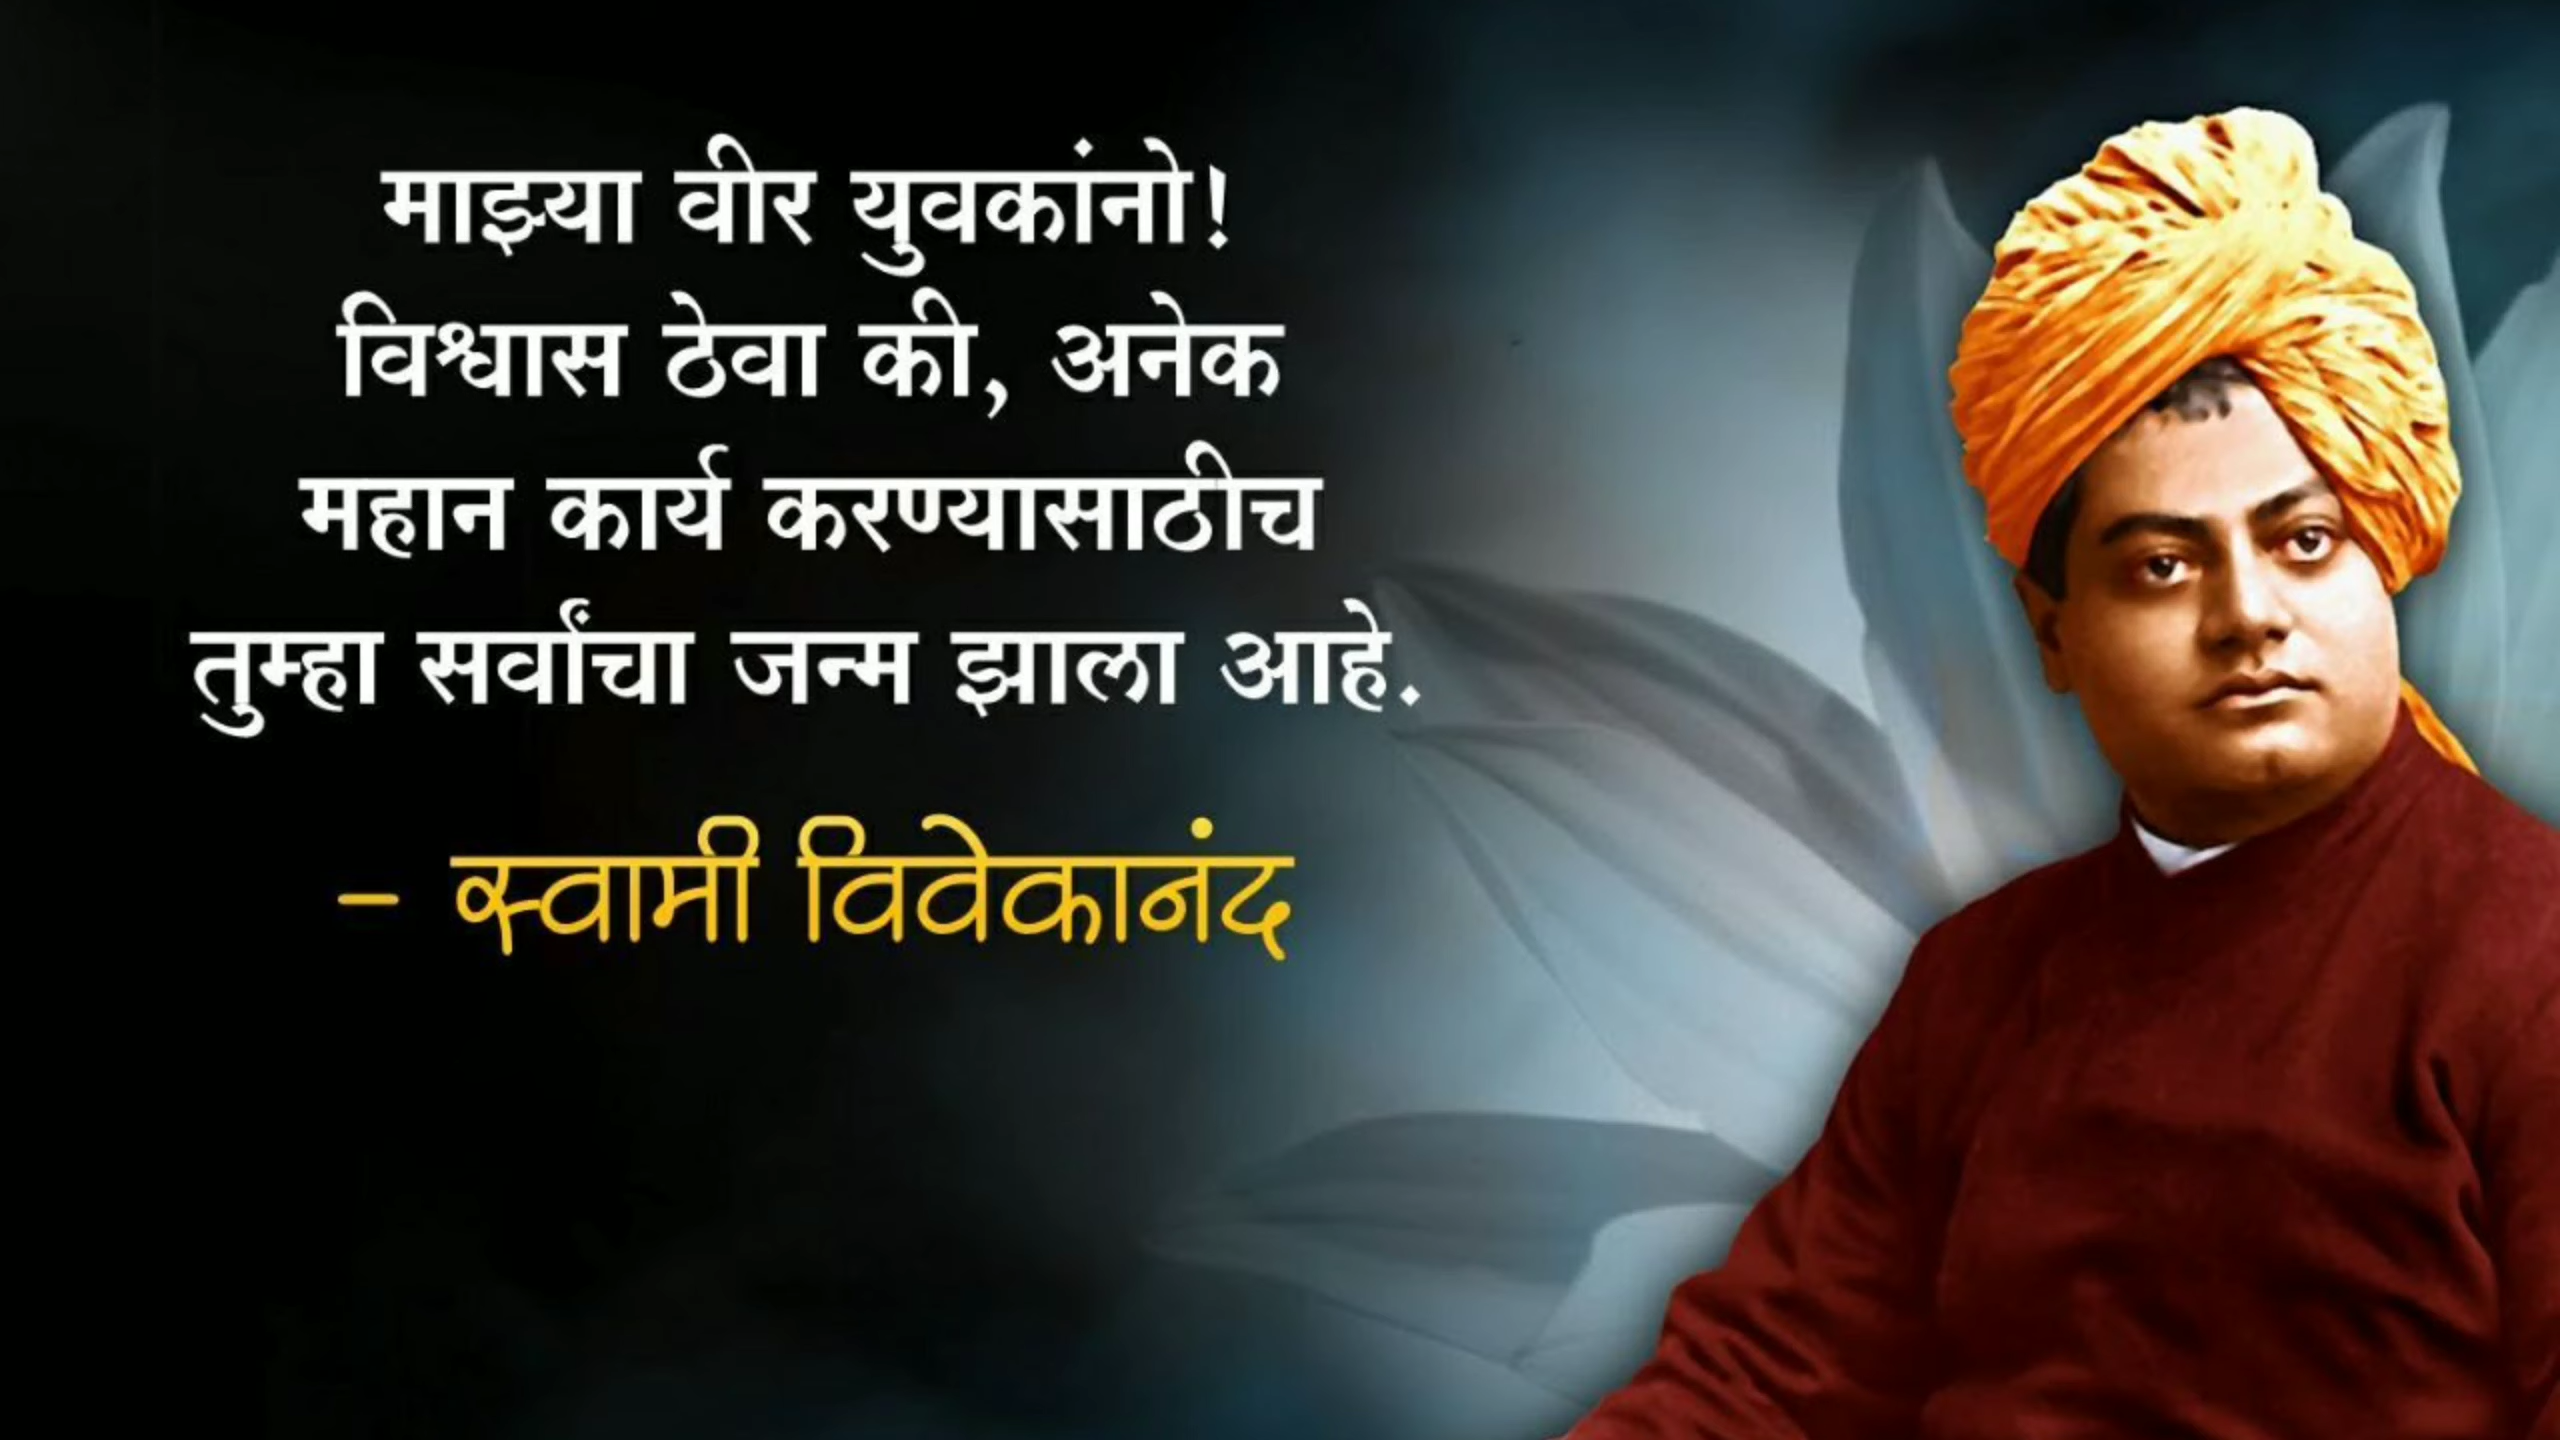 माझ्या वीर युवकांनो!
विश्वास ठेवा की, अनेक
महान कार्य करण्यासाठीच
तुम्हा सर्वांचा जन्म झाला आहे.
- स्वामी विवेकानंद